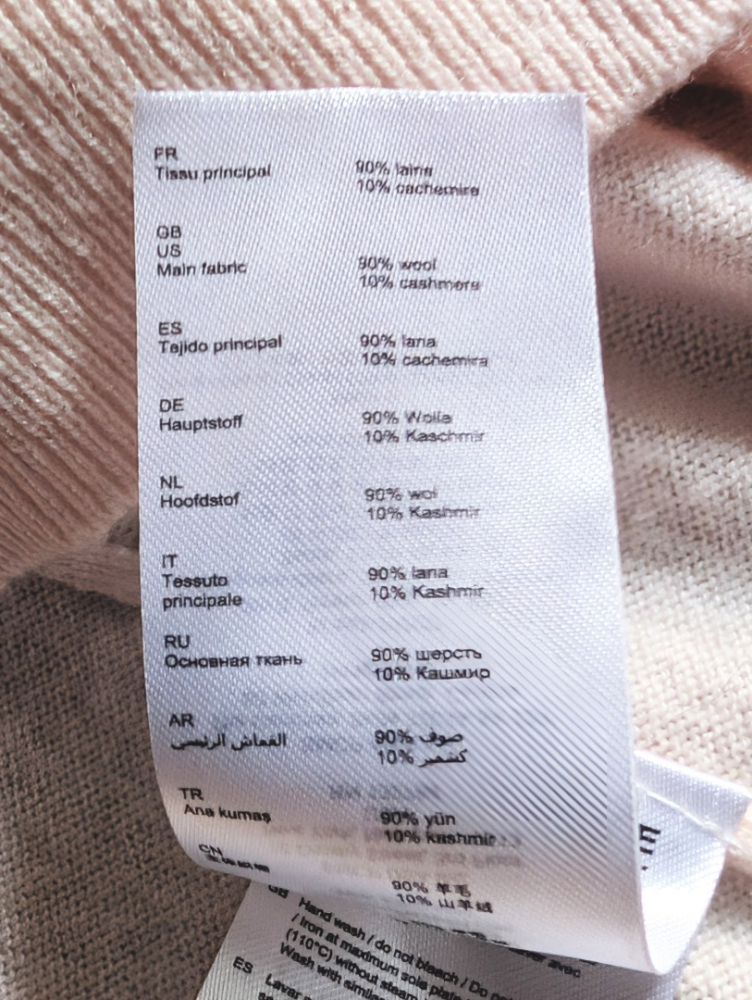 FR
Tissu principal 90% laine
10% cachemire
GB
US
Main fabric 90% wool
10% cashmere
ES
Tejido principal 90% lana
10% cachemira
DE
Hauptstoff 90% Wolle
10% Kaschmir
NL
Hoofdstof 90% wol
10% Kashmir
IT
Tessuto 90% lana
principale 10% Kashmir
RU
Основная ткань 90% шерсть
10% Кашмир
AR
القماش الرئيسي 90% صوف
10% كشمير
TR
Ana kumaş 90% yün
10% kashmir
CN
90% 羊毛
10% 山羊绒
GB Hand wash / do not bleach / Do
/ Iron at maximum sole plate
(110°C) without steam
Wash with similar
ES Lavar